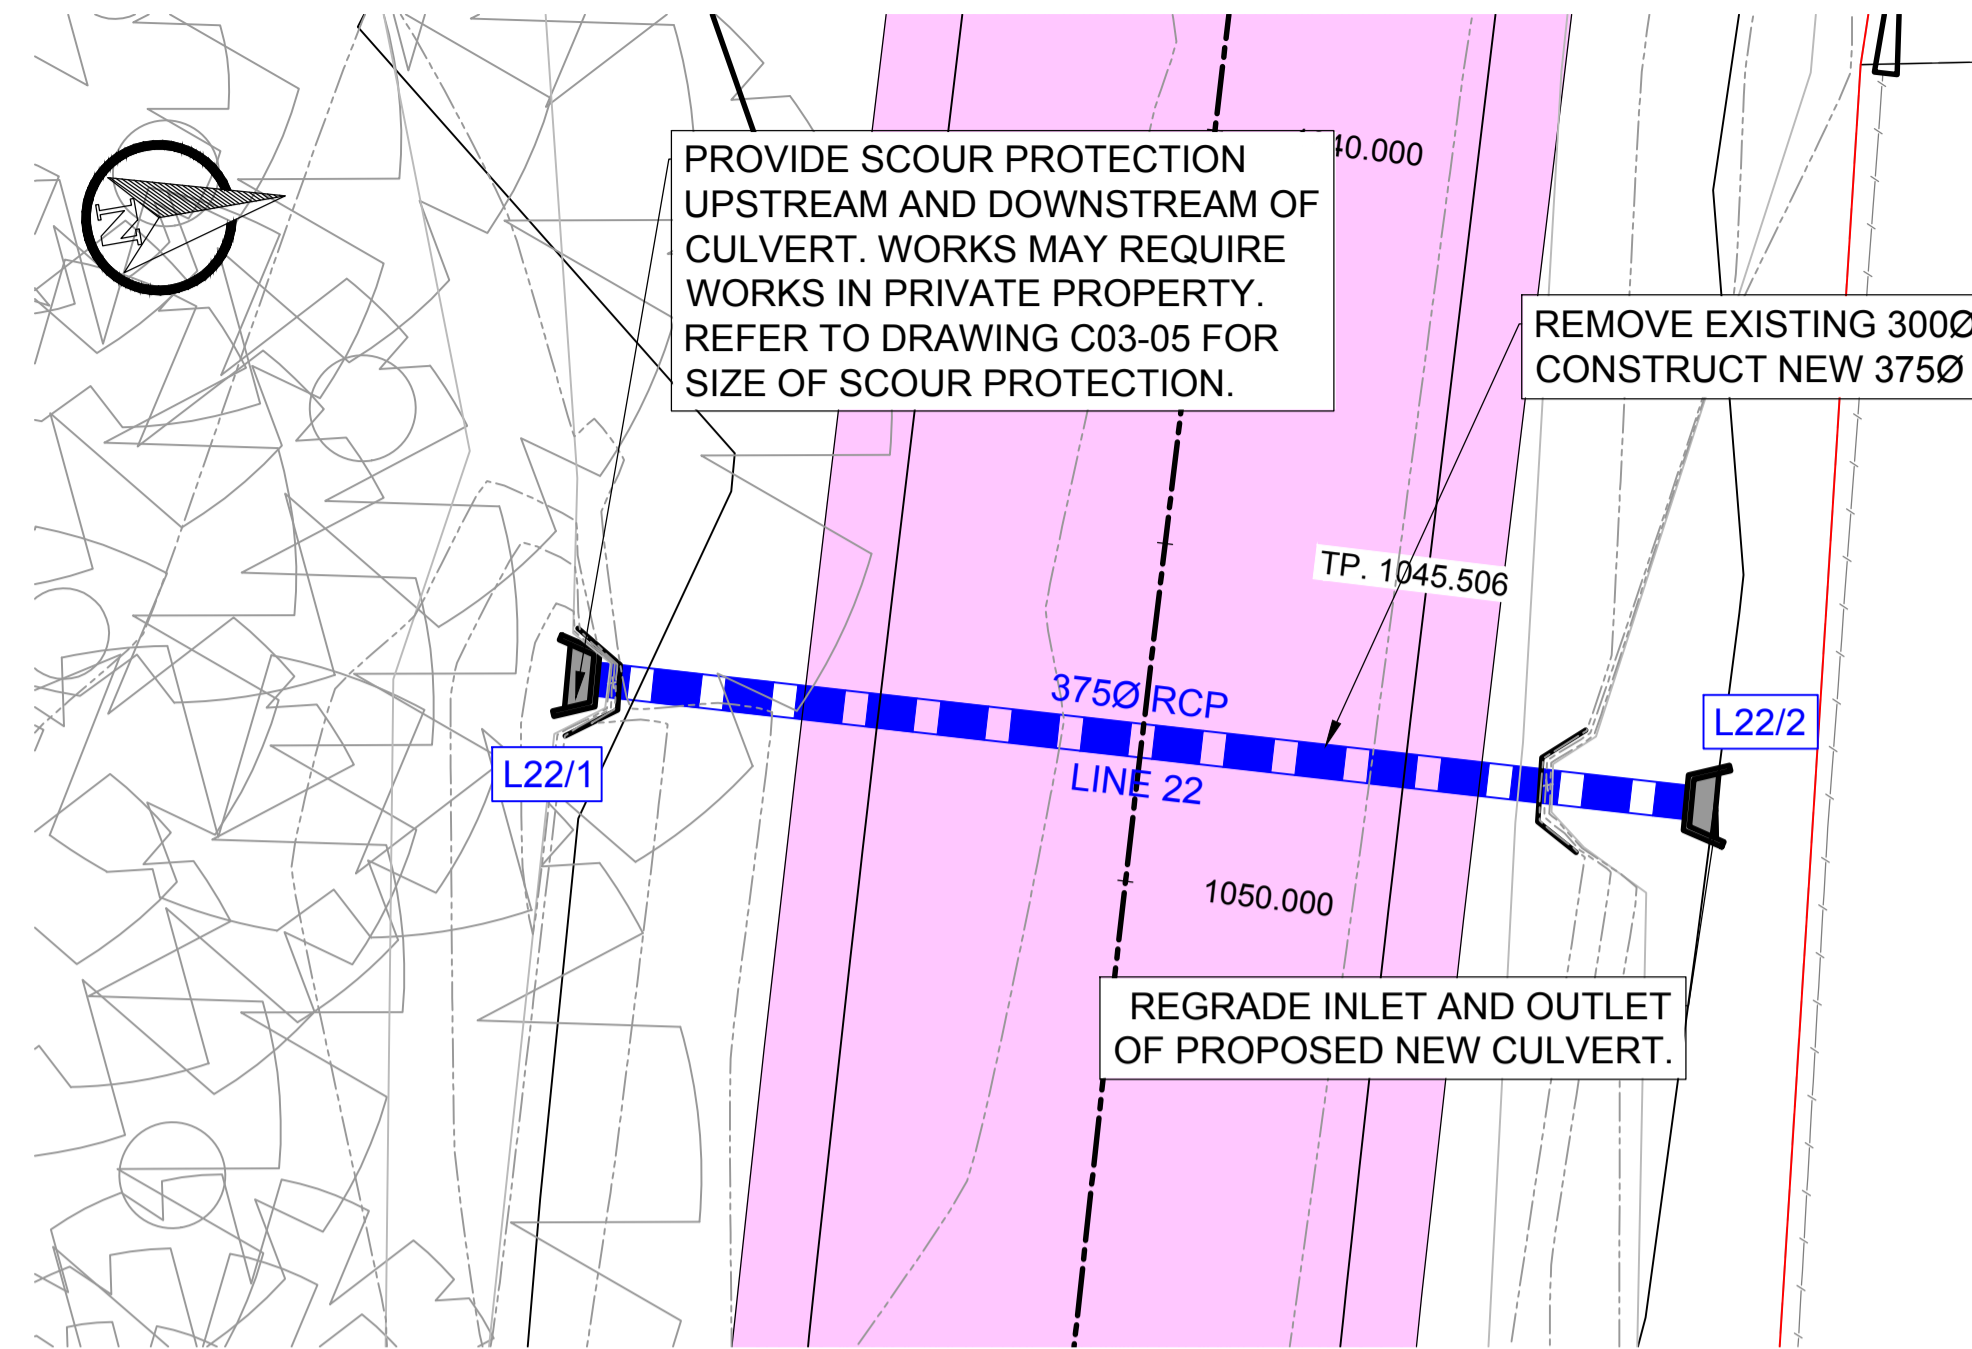 40.000
PROVIDE SCOUR PROTECTION
UPSTREAM AND DOWNSTREAM OF
CULVERT. WORKS MAY REQUIRE
WORKS IN PRIVATE PROPERTY.
REFER TO DRAWING C03-05 FOR
SIZE OF SCOUR PROTECTION.
REMOVE EXISTING 300Ø
CONSTRUCT NEW 375Ø
TP. 1045.506
375Ø RCP
LINE 22
L22/1
L22/2
1050.000
REGRADE INLET AND OUTLET
OF PROPOSED NEW CULVERT.
N